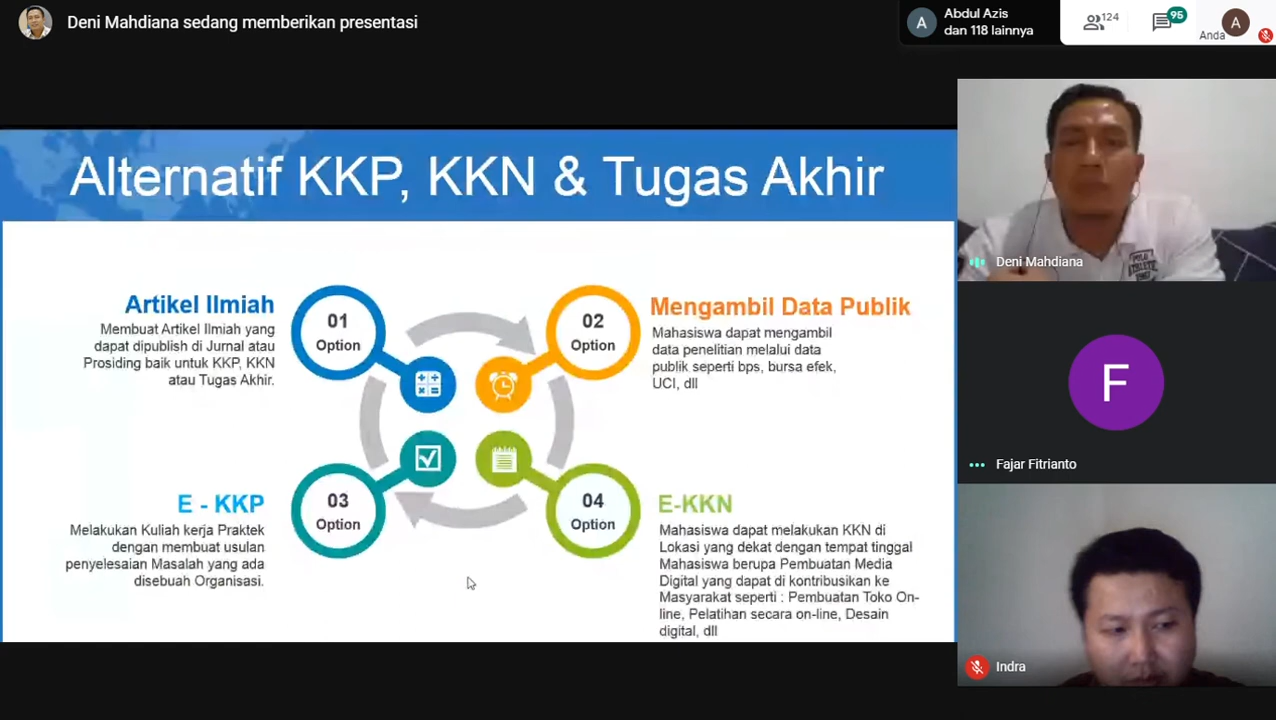 Deni Mahdiana sedang memberikan presentasi
A
Abdul Azis
dan 118 lainnya
124
95
Anda
A
Alternatif KKP, KKN & Tugas Akhir
Artikel Ilmiah
Membuat Artikel Ilmiah yang
dapat dipublish di Jurnal atau
Prosiding baik untuk KKP, KKN
atau Tugas Akhir.
01
Option
02
Option
Mengambil Data Publik
Mahasiswa dapat mengambil
data penelitian melalui data
publik seperti bps, bursa efek,
UCI, dll
E - KKP
Melakukan Kuliah kerja Praktek
dengan membuat usulan
penyelesaian Masalah yang ada
disebuah Organisasi.
03
Option
04
Option
E-KKN
Mahasiswa dapat melakukan KKN di
Lokasi yang dekat dengan tempat tinggal
Mahasiswa berupa Pembuatan Media
Digital yang dapat di kontribusikan ke
Masyarakat seperti : Pembuatan Toko On-
line, Pelatihan secara on-line, Desain
digital, dll
Deni Mahdiana
F
Fajar Fitrianto
Indra